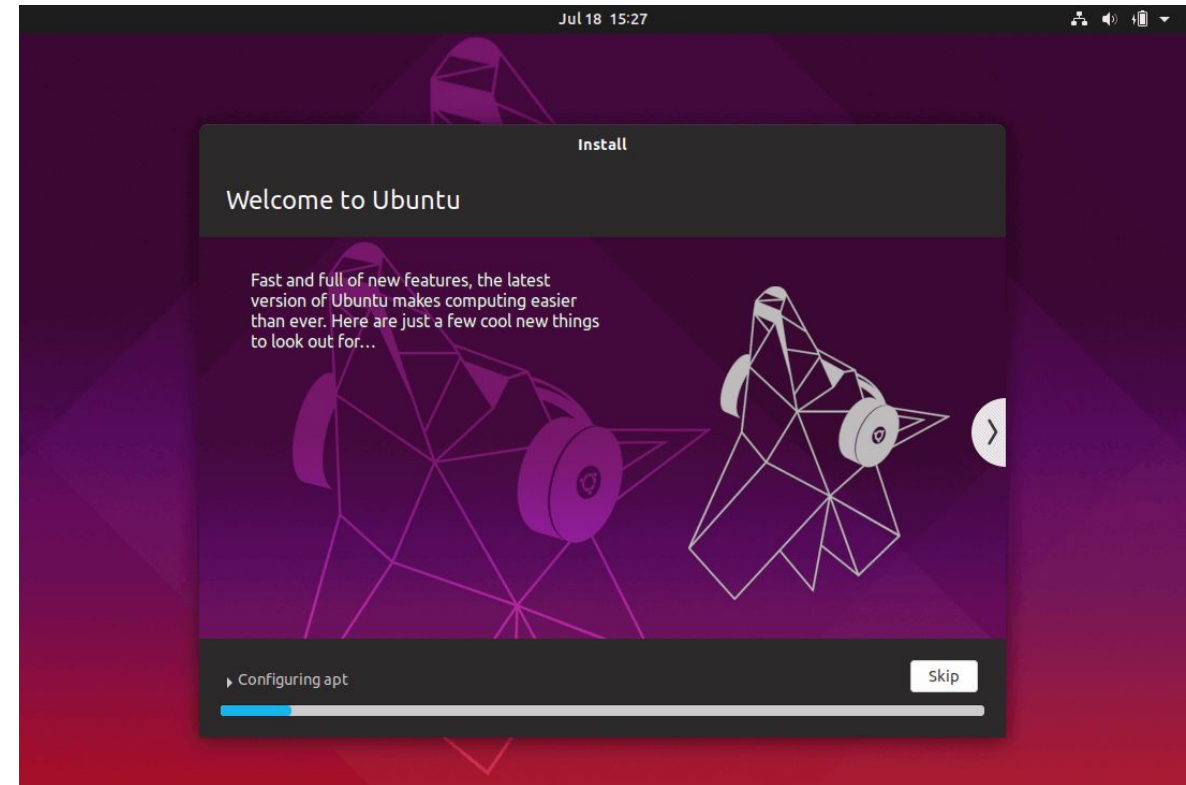 Jul 18 15:27
Install
Welcome to Ubuntu
Fast and full of new features, the latest
version of Ubuntu makes computing easier
than ever. Here are just a few cool new things
to look out for…
Configuring apt
Skip